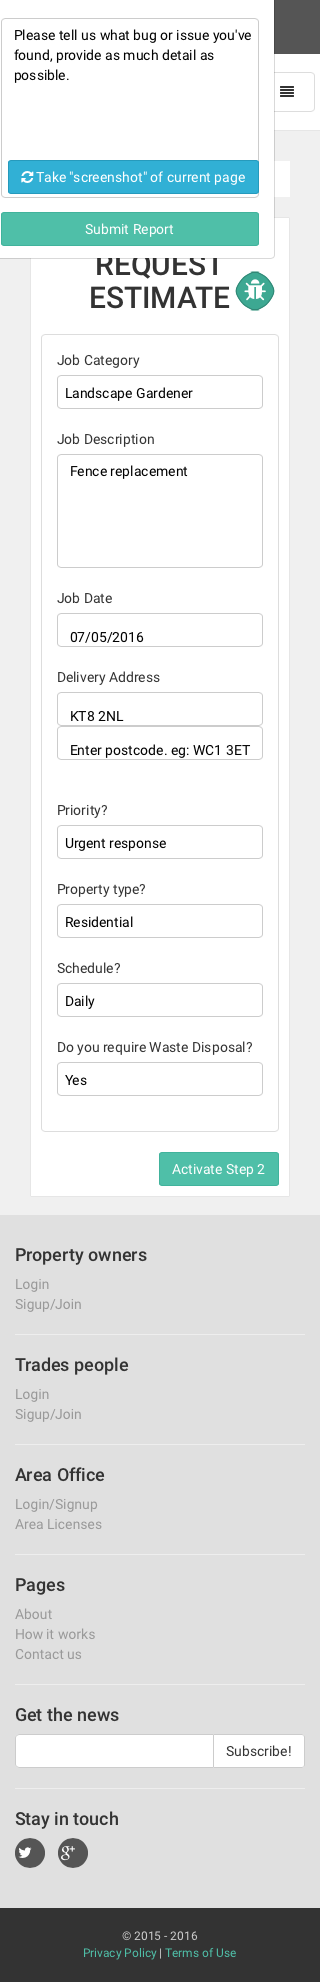 Please tell us what bug or issue you've
found, provide as much detail as
possible.
Take "screenshot" of current page
Submit Report
REQUEST
ESTIMATE
Job Category
Landscape Gardener
Job Description
Fence replacement
Job Date
07/05/2016
Delivery Address
KT8 2NL
Enter postcode. eg: WC1 3ET
Priority?
Urgent response
Property type?
Residential
Schedule?
Daily
Do you require Waste Disposal?
Yes
Activate Step 2
Property owners
Login
Sigup/Join
Trades people
Login
Sigup/Join
Area Office
Login/Signup
Area Licenses
Pages
About
How it works
Contact us
Get the news
Subscribe!
Stay in touch
© 2015 - 2016
Privacy Policy | Terms of Use